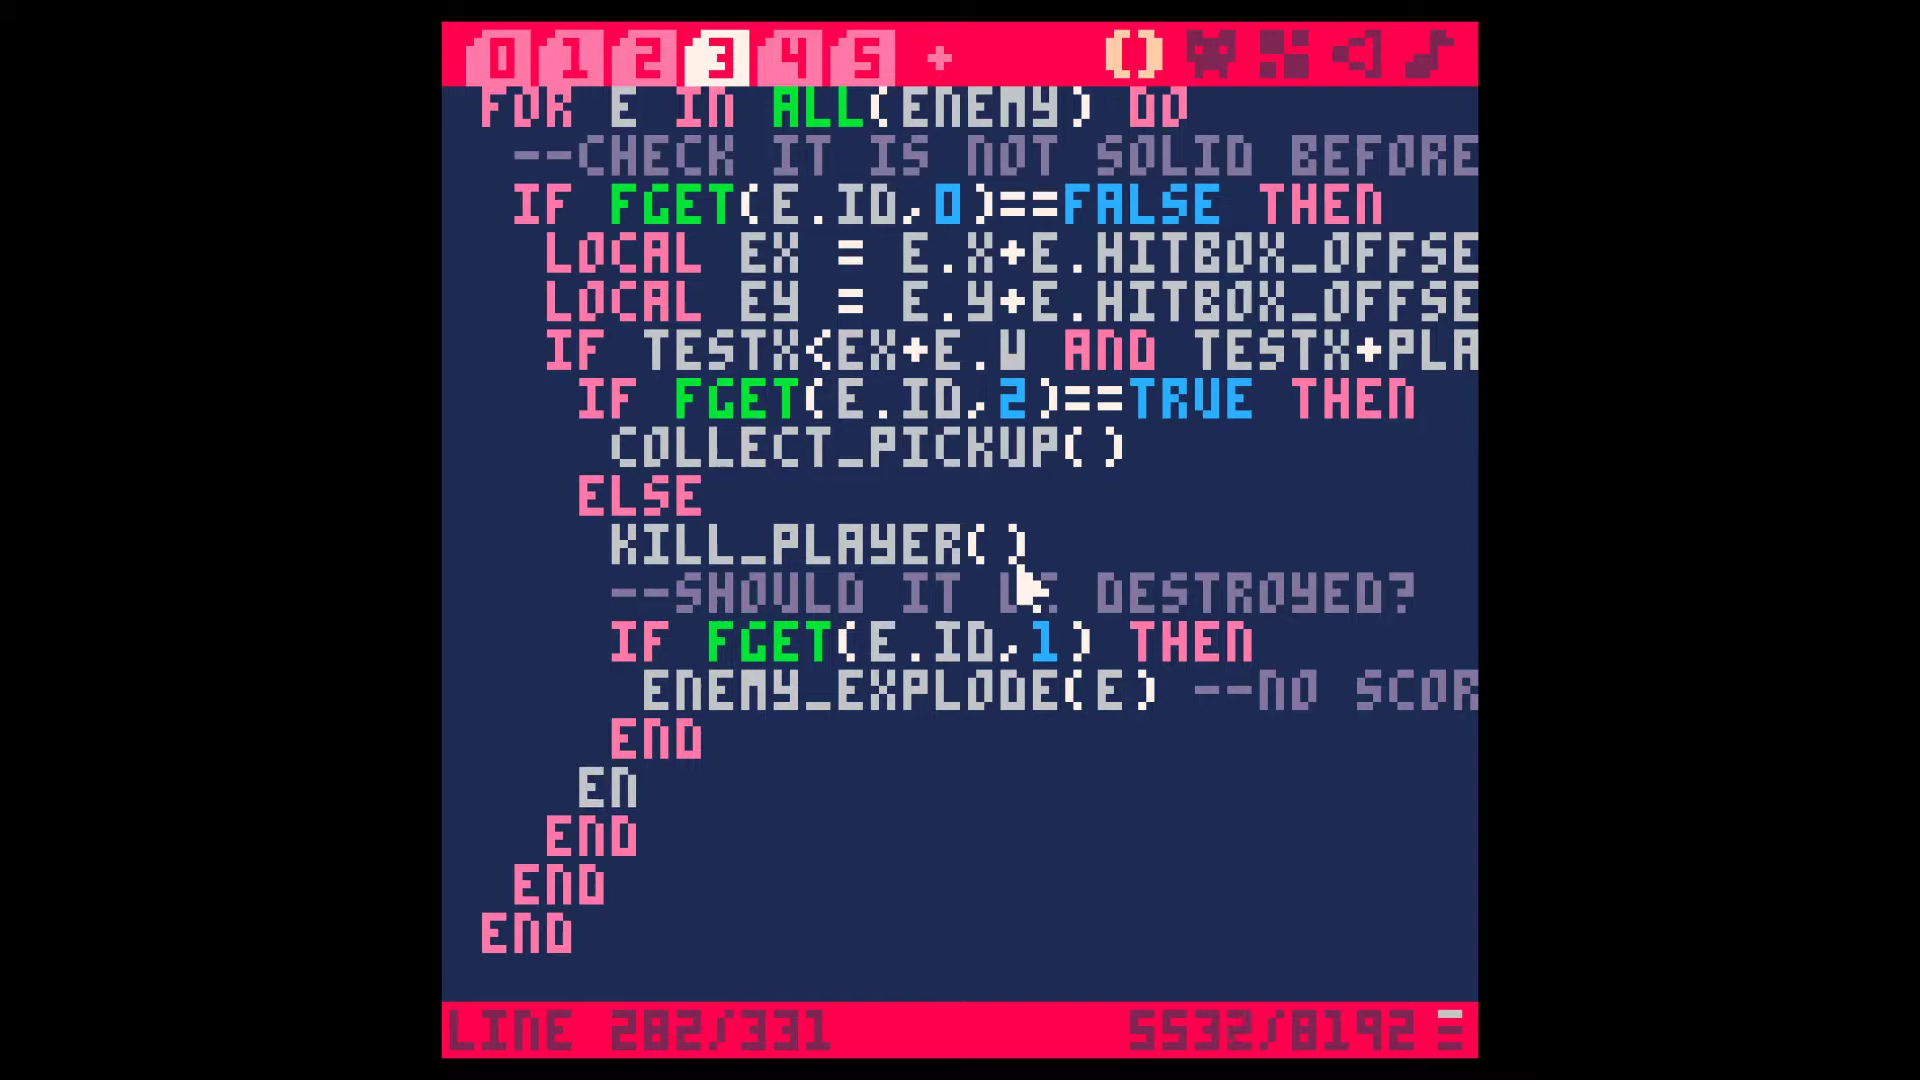 0 1 2 3 4 5 +
FOR E IN ALL(ENEMY) DO
--CHECK IT IS NOT SOLID BEFORE
IF FGET(E.ID,0)==FALSE THEN
LOCAL EX = E.X+E.HITBOX_OFFSE
LOCAL EY = E.Y+E.HITBOX_OFFSE
IF TESTX<EX+E.W AND TESTX+PLA
IF FGET(E.ID,2)==TRUE THEN
COLLECT_PICKUP()
ELSE
KILL_PLAYER()
--SHOULD IT BE DESTROYED?
IF FGET(E.ID,1) THEN
ENEMY_EXPLODE(E) --NO SCOR
END
EN
END
END
END
LINE 282/331 5532/8192